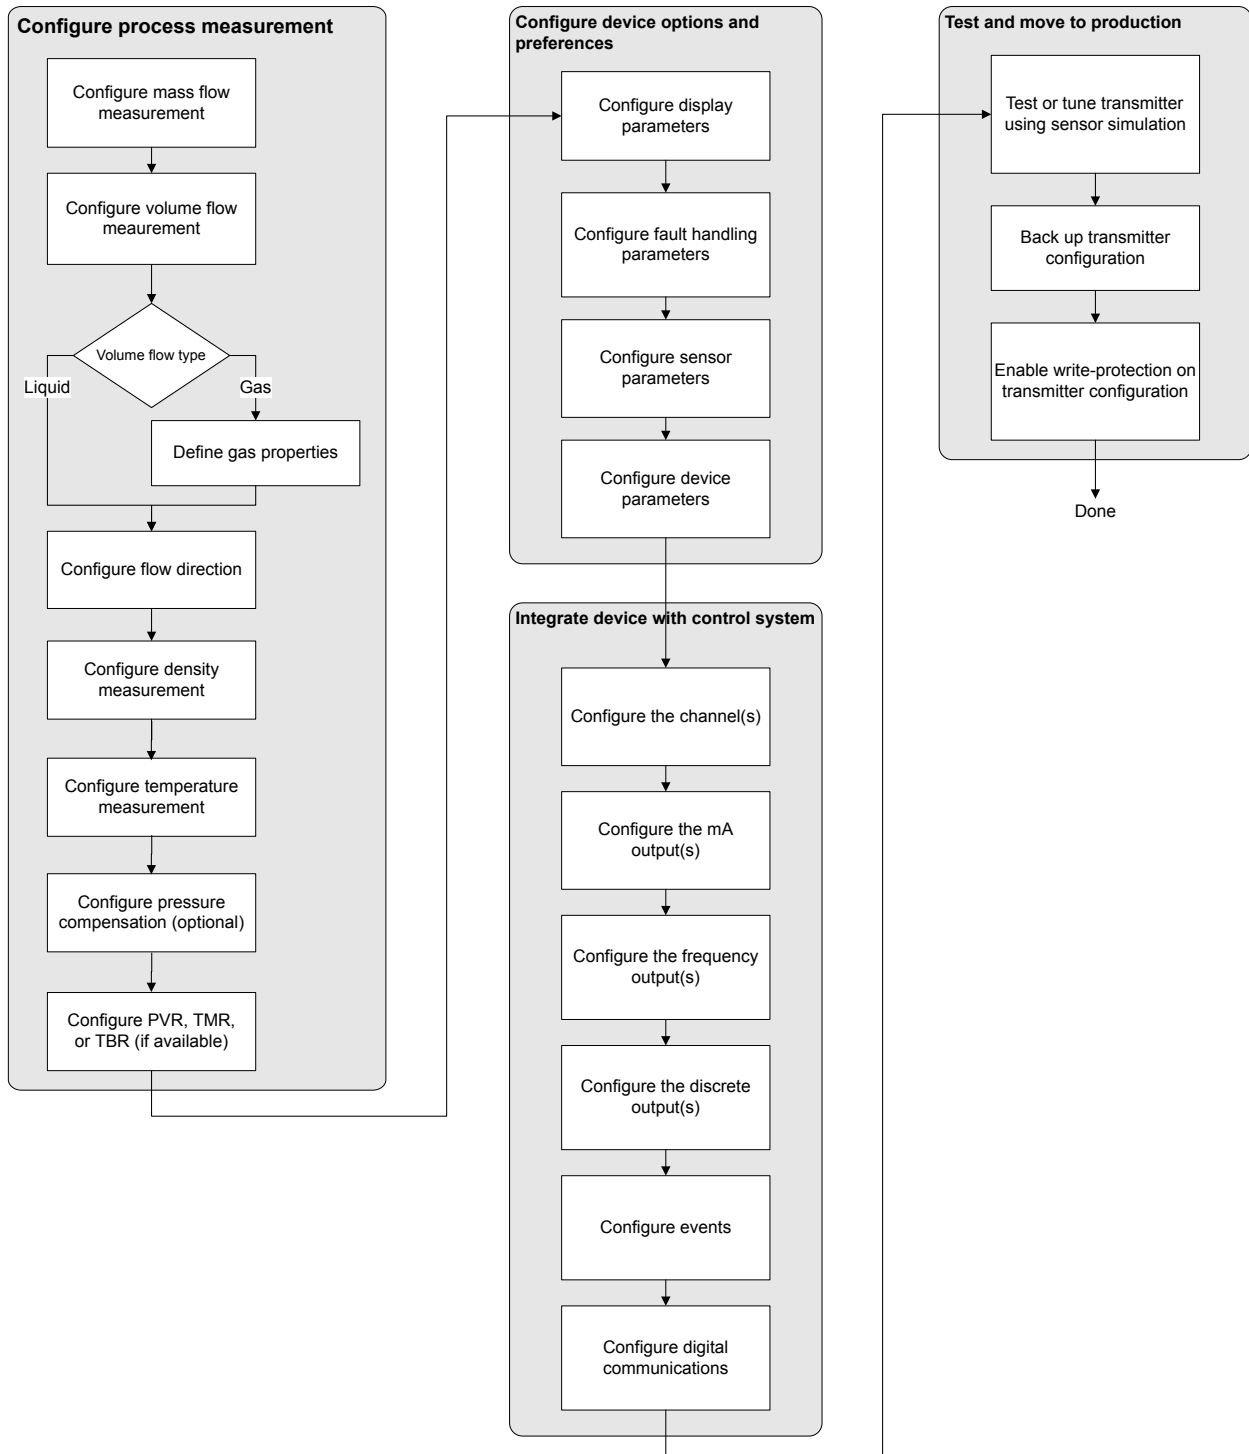 Configure process measurement
Configure mass flow
measurement
Configure volume flow
meaurement
Volume flow type
Liquid
Gas
Define gas properties
Configure flow direction
Configure density
measurement
Configure temperature
measurement
Configure pressure
compensation (optional)
Configure PVR, TMR,
or TBR (if available)
Configure device options and
preferences
Configure display
parameters
Configure fault handling
parameters
Configure sensor
parameters
Configure device
parameters
Integrate device with control system
Configure the channel(s)
Configure the mA
output(s)
Configure the frequency
output(s)
Configure the discrete
output(s)
Configure events
Configure digital
communications
Test and move to production
Test or tune transmitter
using sensor simulation
Back up transmitter
configuration
Enable write-protection on
transmitter configuration
Done